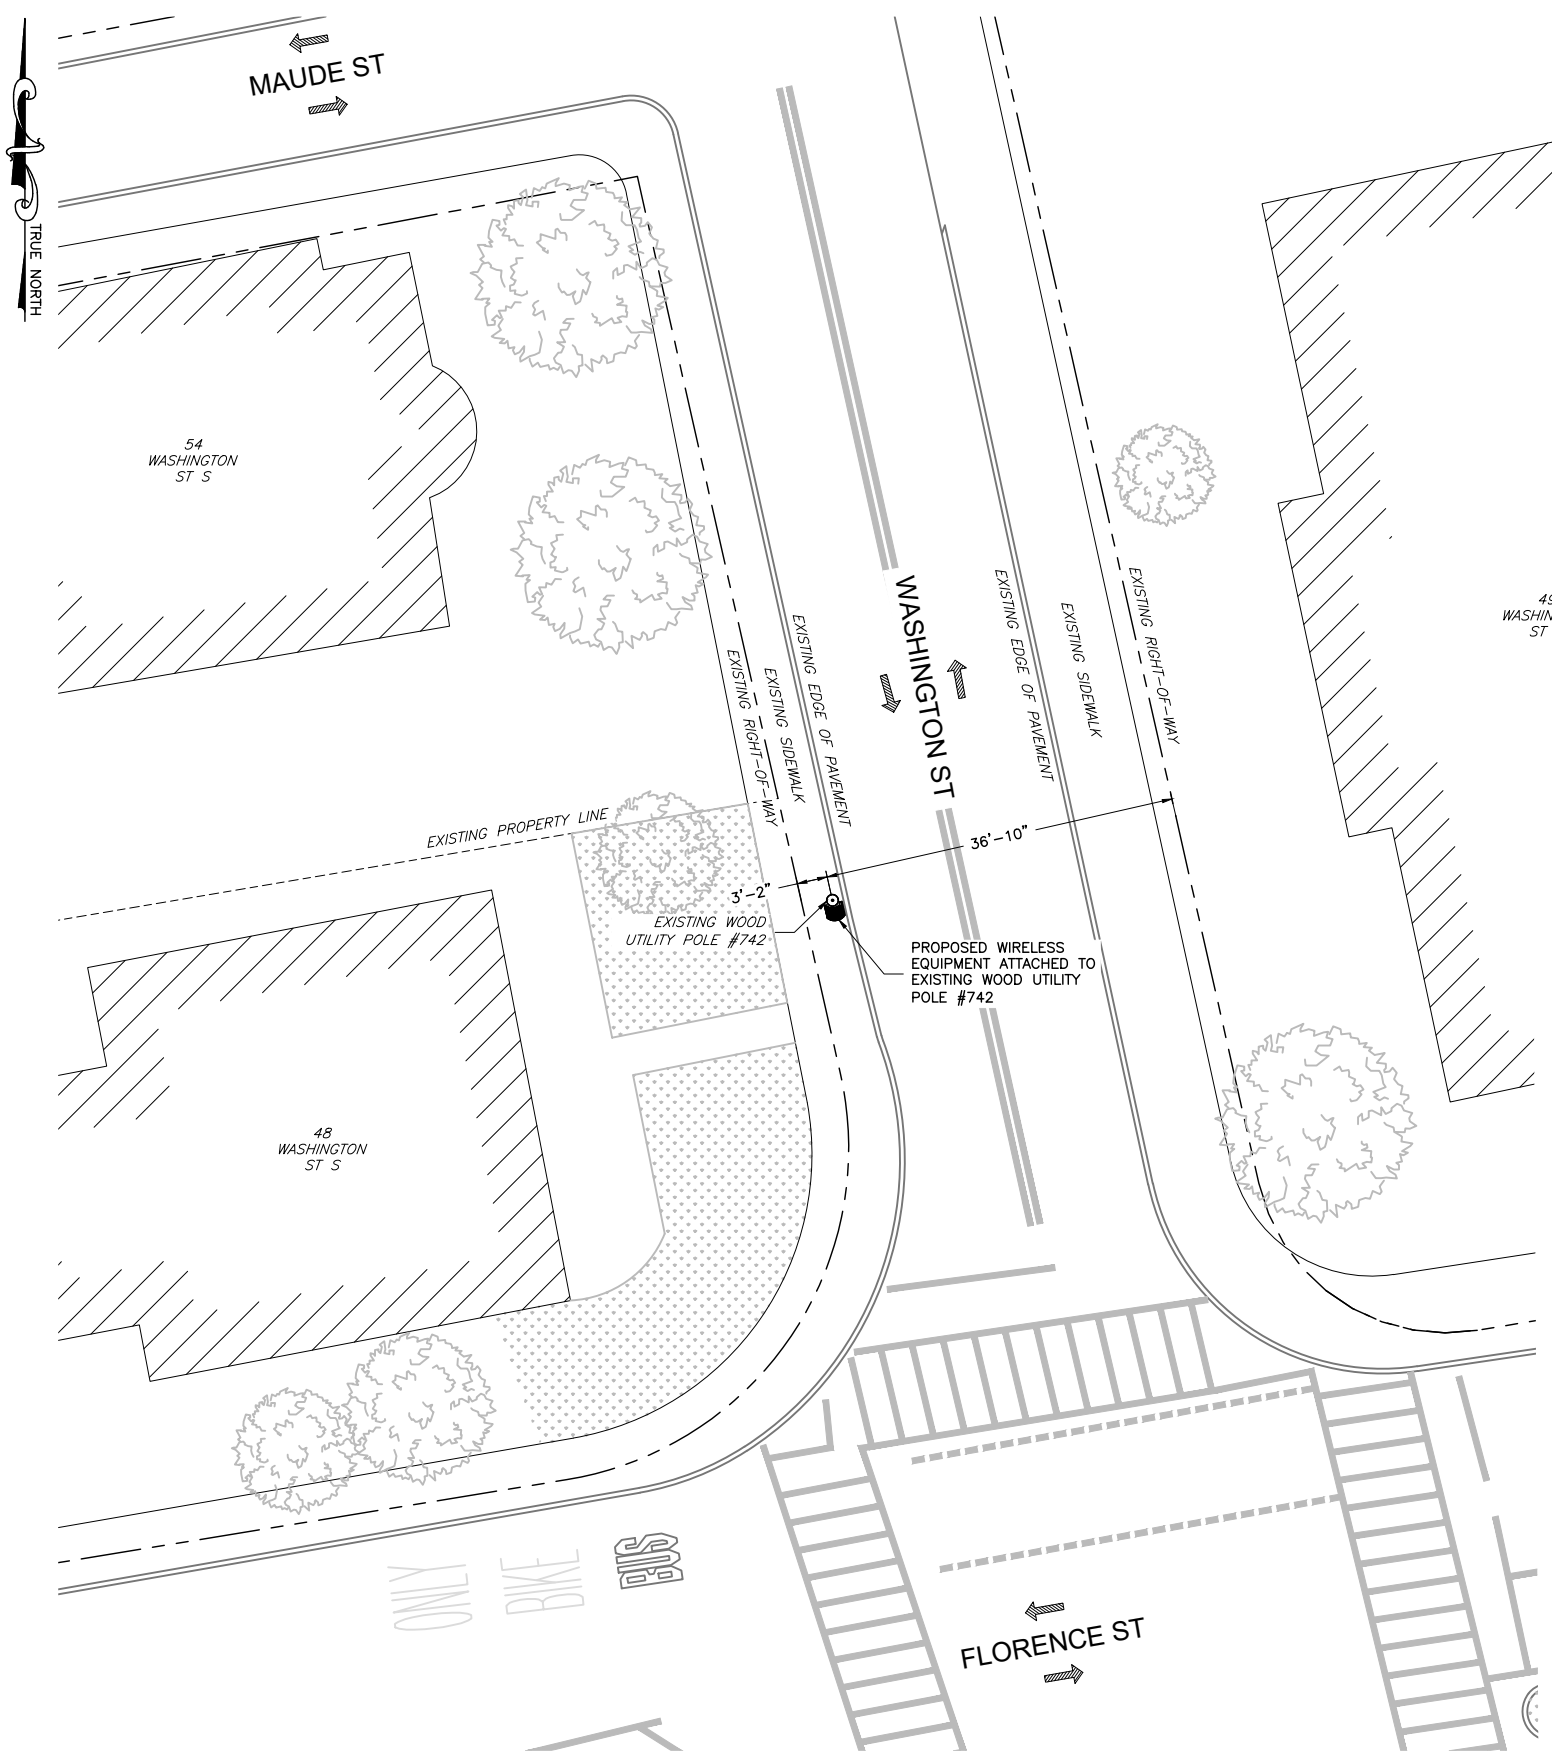 MAUDE ST
TRUE NORTH
54
WASHINGTON
ST S
WASHINGTON ST
EXISTING RIGHT-OF-WAY
EXISTING SIDEWALK
EXISTING EDGE OF PAVEMENT
EXISTING EDGE OF PAVEMENT
EXISTING SIDEWALK
EXISTING RIGHT-OF-WAY
49
WASHIN
ST
EXISTING PROPERTY LINE
36'-10"
3'-2"
EXISTING WOOD
UTILITY POLE #742
PROPOSED WIRELESS
EQUIPMENT ATTACHED TO
EXISTING WOOD UTILITY
POLE #742
48
WASHINGTON
ST S
ONLY
BIKE
BUS
FLORENCE ST